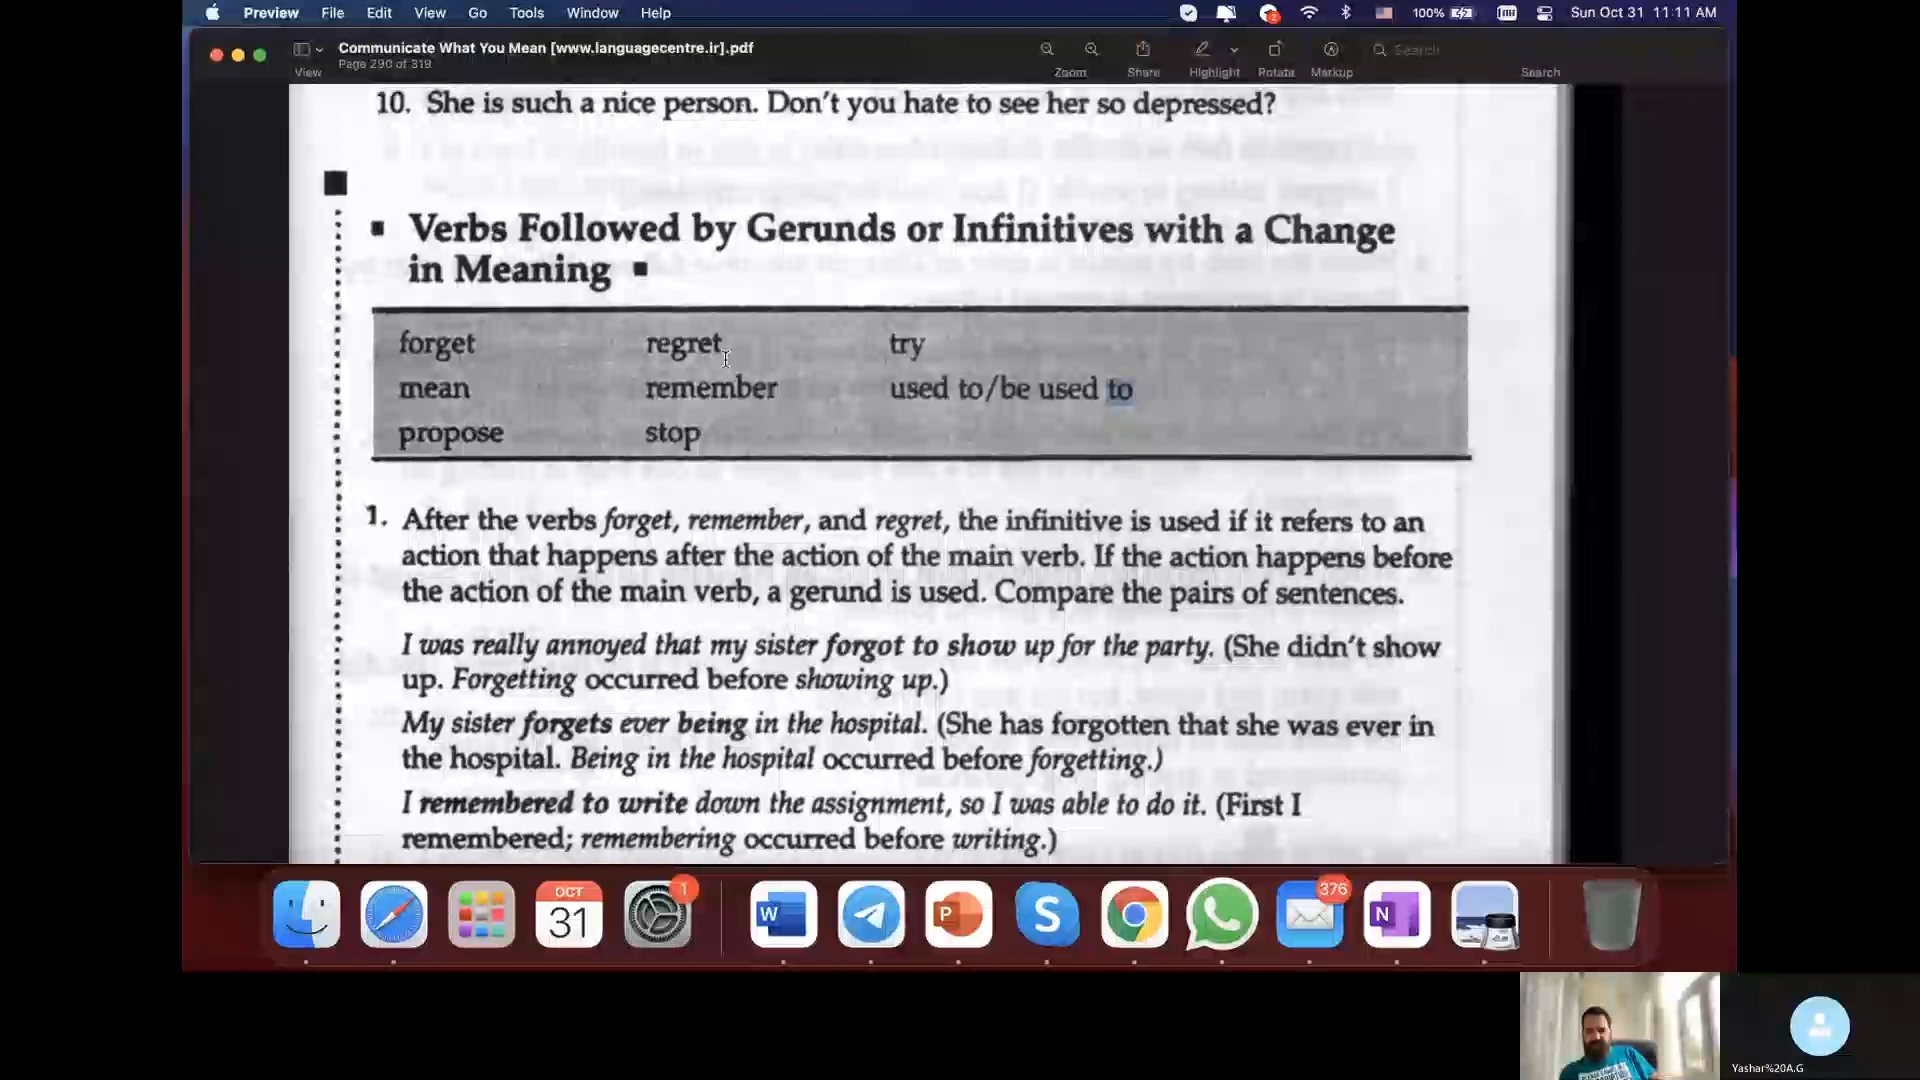 Preview File Edit View Go Tools Window Help 100% Sun Oct 31 11:11 AM
Communicate What You Mean [www.languagecentre.ir].pdf
Page 290 of 319
View Zoom Share Highlight Rotate Markup Search
Search
10. She is such a nice person. Don't you hate to see her so depressed?
▪ Verbs Followed by Gerunds or Infinitives with a Change
in Meaning ▪
forget regret try
mean remember used to/be used to
propose stop
1. After the verbs forget, remember, and regret, the infinitive is used if it refers to an
action that happens after the action of the main verb. If the action happens before
the action of the main verb, a gerund is used. Compare the pairs of sentences.
I was really annoyed that my sister forgot to show up for the party. (She didn't show
up. Forgetting occurred before showing up.)
My sister forgets ever being in the hospital. (She has forgotten that she was ever in
the hospital. Being in the hospital occurred before forgetting.)
I remembered to write down the assignment, so I was able to do it. (First I
remembered; remembering occurred before writing.)
OCT
31
1
W
P
S
376
N
Yashar%20A.G